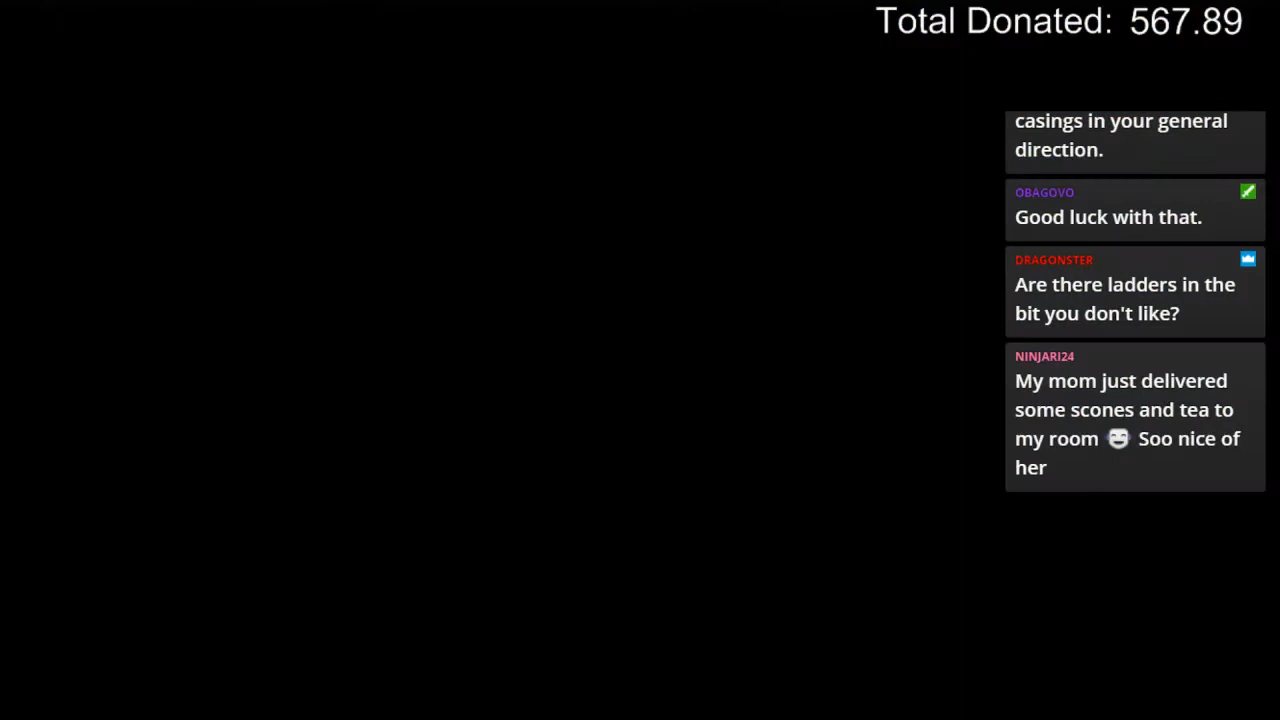 Total Donated: 567.89
casings in your general
direction.
OBAGOVO
Good luck with that.
DRAGONSTER
Are there ladders in the
bit you don't like?
NINJARI24
My mom just delivered
some scones and tea to
my room Soo nice of
her